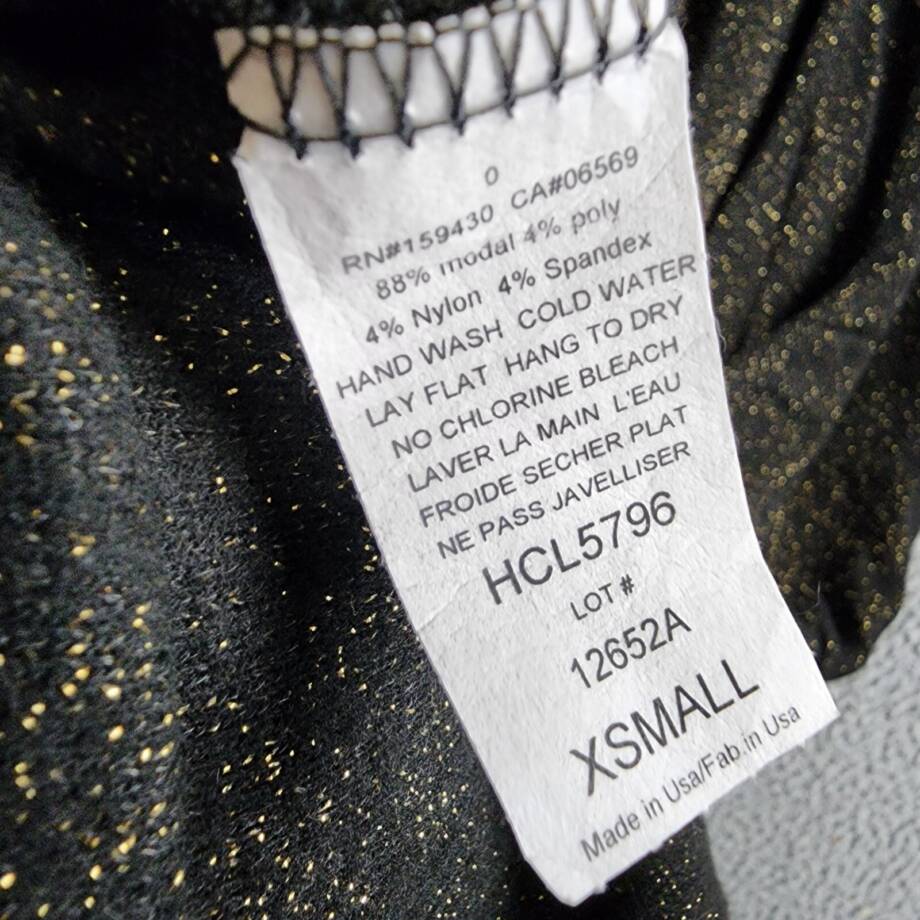 0
RN#159430 CA#06569
88% modal 4% poly
4% Nylon 4% Spandex
HAND WASH COLD WATER
LAY FLAT HANG TO DRY
NO CHLORINE BLEACH
LAVER LA MAIN L'EAU
FROIDE SECHER PLAT
NE PASS JAVELLISER
HCL5796
LOT #
12652A
XSMALL
Made in Usa/Fab.in Usa